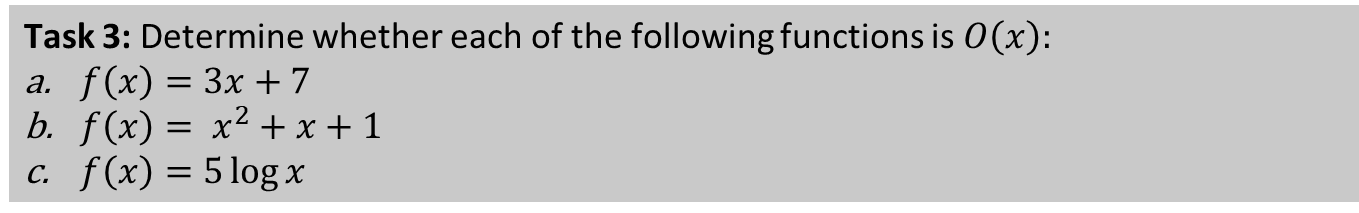 Task 3: Determine whether each of the following functions is O(x):
a. f(x) = 3x + 7
b. f(x) = x² + x + 1
c. f(x) = 5 log x